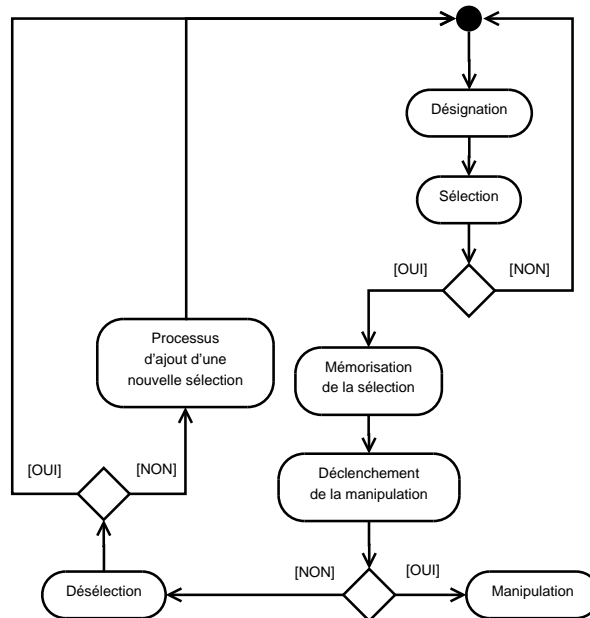 Désignation
Sélection
[OUI]
[NON]
Processus
d'ajout d'une
nouvelle sélection
Mémorisation
de la sélection
[OUI]
[NON]
Déclenchement
de la manipulation
[NON]
[OUI]
Désélection
Manipulation